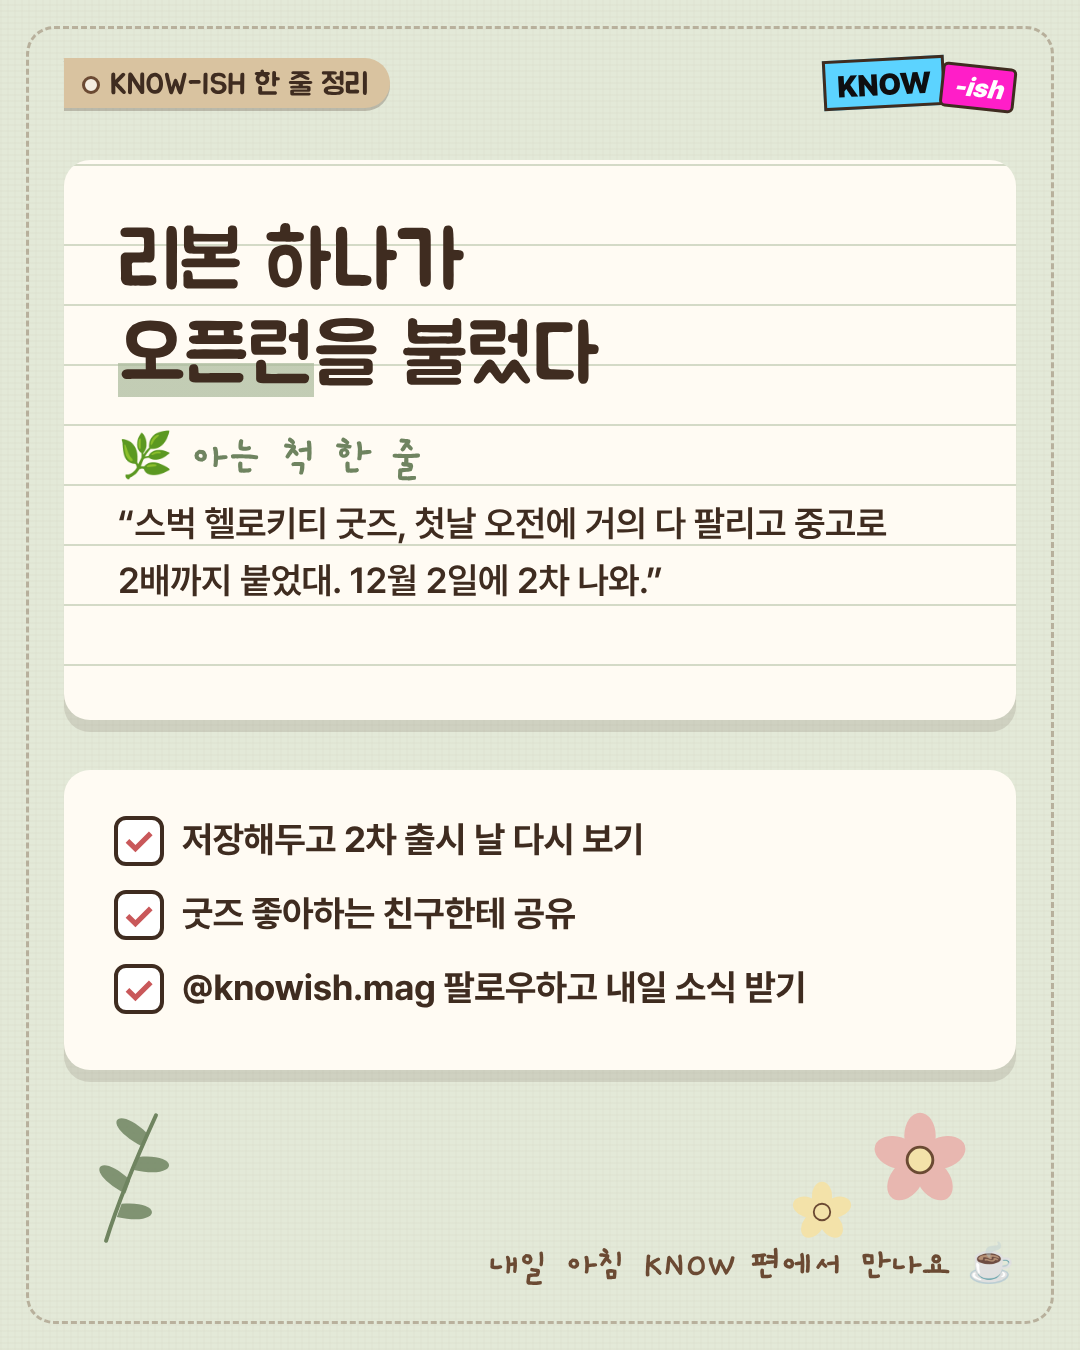 KNOW-ISH 한 줄 정리
KNOW -ish
리본 하나가
오픈런을 불렀다
아는 척 한 줄
“스벅 헬로키티 굿즈, 첫날 오전에 거의 다 팔리고 중고로
2배까지 붙었대. 12월 2일에 2차 나와.”
저장해두고 2차 출시 날 다시 보기
굿즈 좋아하는 친구한테 공유
@knowish.mag 팔로우하고 내일 소식 받기
내일 아침 KNOW 편에서 만나요